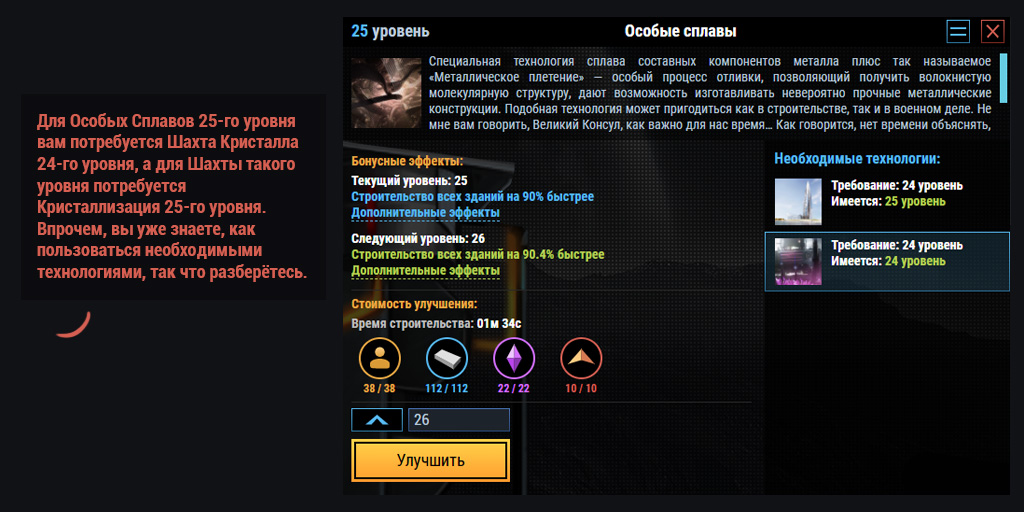 Для Особых Сплавов 25-го уровня
вам потребуется Шахта Кристалла
24-го уровня, а для Шахты такого
уровня потребуется
Кристаллизация 25-го уровня.
Впрочем, вы уже знаете, как
пользоваться необходимыми
технологиями, так что разберётесь.
25 уровень
Особые сплавы
Специальная технология сплава составных компонентов металла плюс так называемое
«Металлическое плетение» — особый процесс отливки, позволяющий получить волокнистую
молекулярную структуру, дают возможность изготавливать невероятно прочные металлические
конструкции. Подобная технология может пригодиться как в строительстве, так и в военном деле. Не
мне вам говорить, Великий Консул, как важно для нас время… Как говорится, нет времени объяснять,
Бонусные эффекты:
Текущий уровень: 25
Строительство всех зданий на 90% быстрее
Дополнительные эффекты
Следующий уровень: 26
Строительство всех зданий на 90.4% быстрее
Дополнительные эффекты
Стоимость улучшения:
Время строительства: 01м 34с
38 / 38
112 / 112
22 / 22
10 / 10
26
Улучшить
Необходимые технологии:
Требование: 24 уровень
Имеется: 25 уровень
Требование: 24 уровень
Имеется: 24 уровень